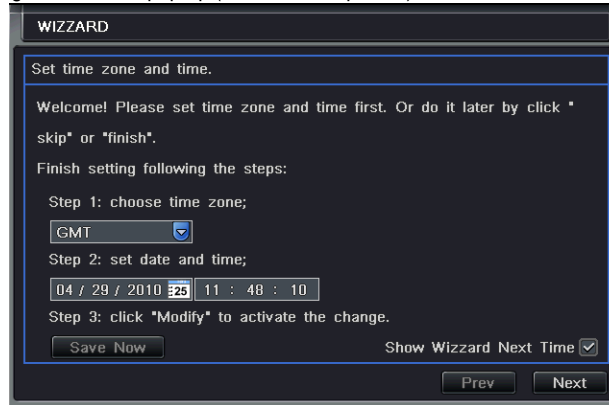 WIZZARD
Set time zone and time.
Welcome! Please set time zone and time first. Or do it later by click "
skip" or "finish".
Finish setting following the steps:
Step 1: choose time zone;
GMT
Step 2: set date and time;
04 / 29 / 2010 25 11 : 48 : 10
Step 3: click "Modify" to activate the change.
Save Now Show Wizzard Next Time
Prev Next